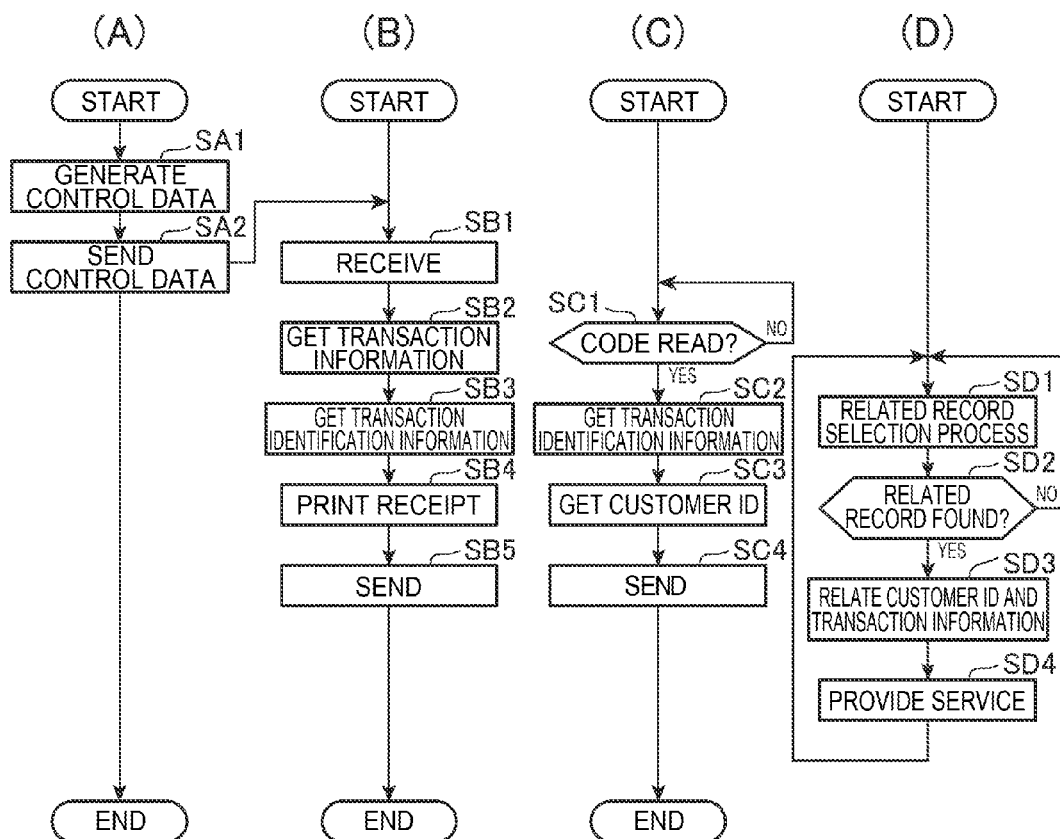 (A)
START
SA1
GENERATE
CONTROL DATA
SA2
SEND
CONTROL DATA
END
(B)
START
SB1
RECEIVE
SB2
GET TRANSACTION
INFORMATION
SB3
GET TRANSACTION
IDENTIFICATION INFORMATION
SB4
PRINT RECEIPT
SB5
SEND
END
(C)
START
SC1
CODE READ?
NO
YES
SC2
GET TRANSACTION
IDENTIFICATION INFORMATION
SC3
GET CUSTOMER ID
SC4
SEND
END
(D)
START
SD1
RELATED RECORD
SELECTION PROCESS
SD2
RELATED
RECORD FOUND?
NO
YES
SD3
RELATE CUSTOMER ID AND
TRANSACTION INFORMATION
SD4
PROVIDE SERVICE